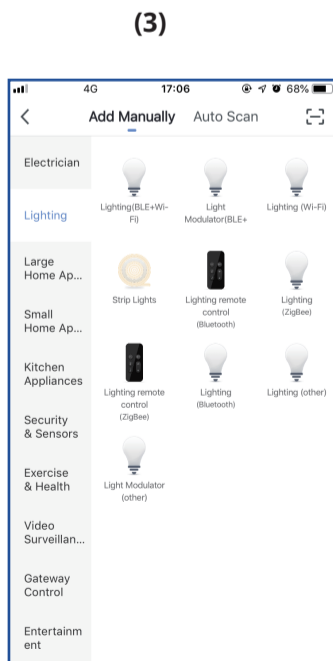 (3)
4G 17:06 68%
Add Manually Auto Scan
Electrician
Lighting
Large
Home Ap...
Small
Home Ap...
Kitchen
Appliances
Security
& Sensors
Exercise
& Health
Video
Surveillan...
Gateway
Control
Entertainm
ent
Lighting(BLE+Wi-
Fi)
Light
Modulator(BLE+
Lighting (Wi-Fi)
Strip Lights
Lighting remote
control
(Bluetooth)
Lighting
(ZigBee)
Lighting remote
control
(ZigBee)
Lighting
(Bluetooth)
Lighting (other)
Light Modulator
(other)